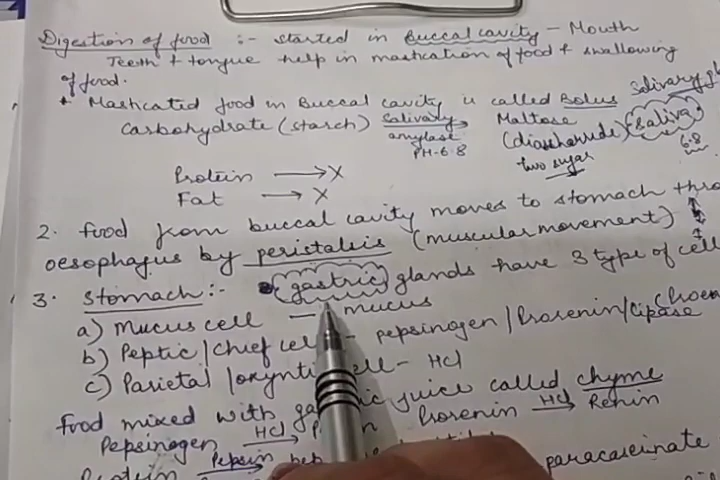 Digestion of food :- started in Buccal cavity - Mouth
Teeth + tongue help in mastication of food + swallowing
of food.
* Masticated food in Buccal cavity is called Bolus
Salivary
Carbohydrate (starch) Salivary amylase PH-6.8 → Maltose
(disaccharide) saliva
two sugar 6.8
Protein → X
Fat → X
2. food from buccal cavity moves to stomach thro
oesophagus by peristalsis (muscular movement)
3. Stomach:- gastric glands have 3 type of cell
a) Mucus cell — mucus
b) Peptic / chief cell - pepsinogen / Prorenin / Lipase
c) Parietal / oxynti cell - HCl
Food mixed with juice called chyme
Pepsinogen HCl → Prorenin HCl → Renin
Protein Pepsin → paracaseinate